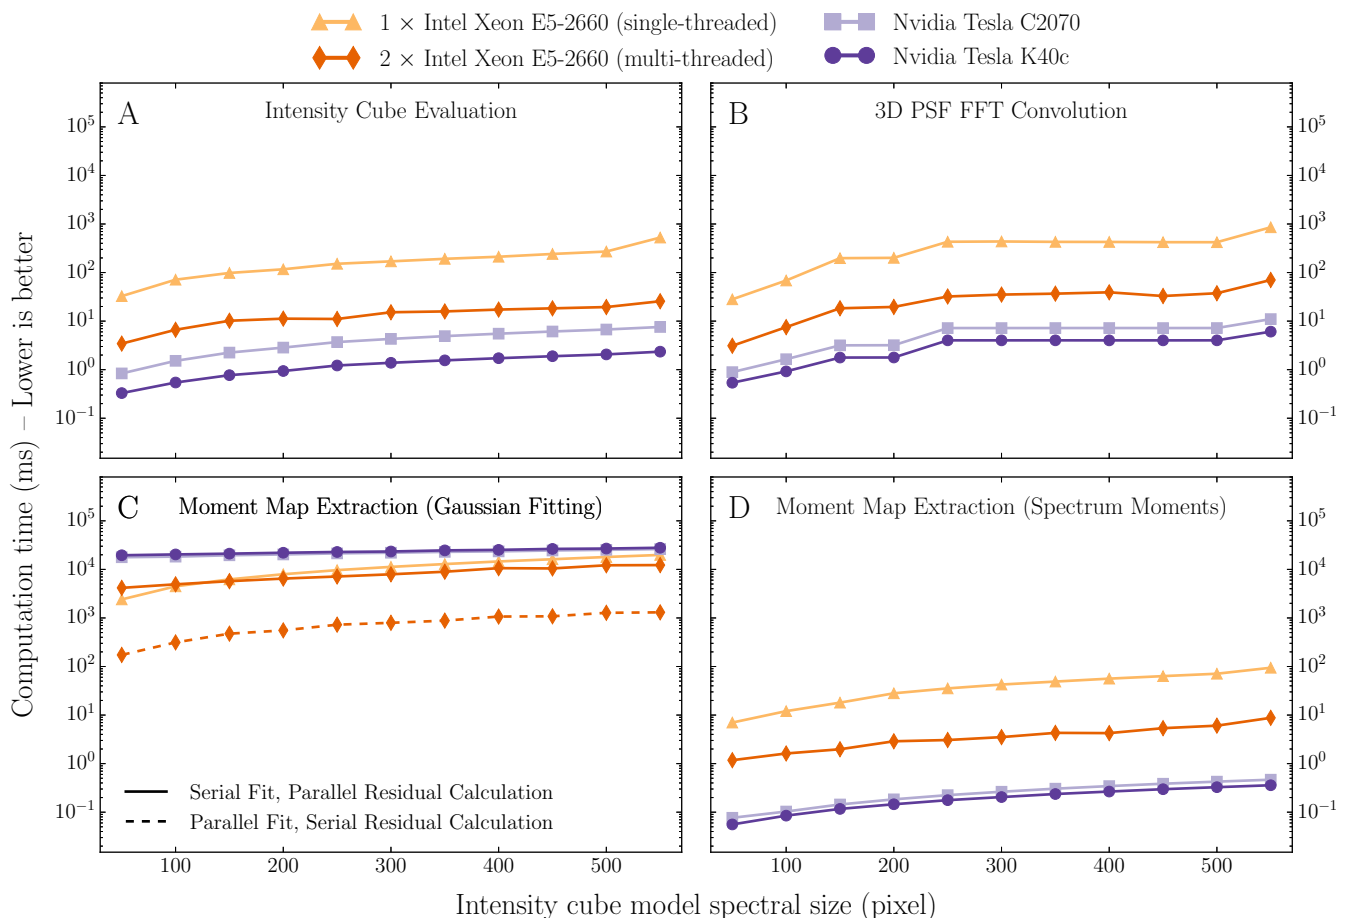 1 × Intel Xeon E5-2660 (single-threaded)
2 × Intel Xeon E5-2660 (multi-threaded)
Nvidia Tesla C2070
Nvidia Tesla K40c
Computation time (ms) – Lower is better
A
Intensity Cube Evaluation
10^5
10^4
10^3
10^2
10^1
10^0
10^−1
B
3D PSF FFT Convolution
10^5
10^4
10^3
10^2
10^1
10^0
10^−1
C
Moment Map Extraction (Gaussian Fitting)
10^5
10^4
10^3
10^2
10^1
10^0
10^−1
Serial Fit, Parallel Residual Calculation
Parallel Fit, Serial Residual Calculation
100 200 300 400 500
D
Moment Map Extraction (Spectrum Moments)
10^5
10^4
10^3
10^2
10^1
10^0
10^−1
100 200 300 400 500
Intensity cube model spectral size (pixel)